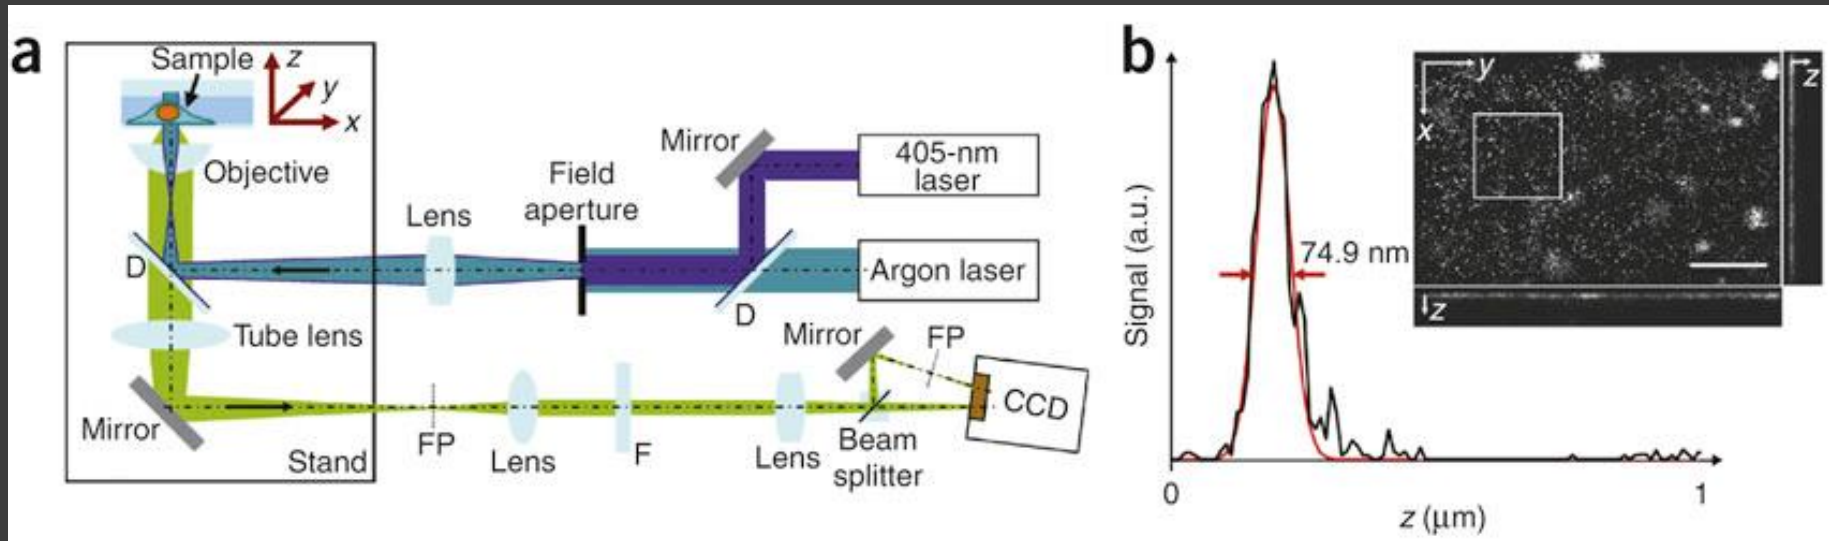 a
Sample
z
y
x
Objective
D
Tube lens
Mirror
Stand
Lens
Field
aperture
Mirror
405-nm
laser
Argon laser
D
FP
Lens
F
Lens
Mirror
FP
Beam
splitter
CCD
b
Signal (a.u.)
74.9 nm
0
1
z (μm)
y
x
z
z